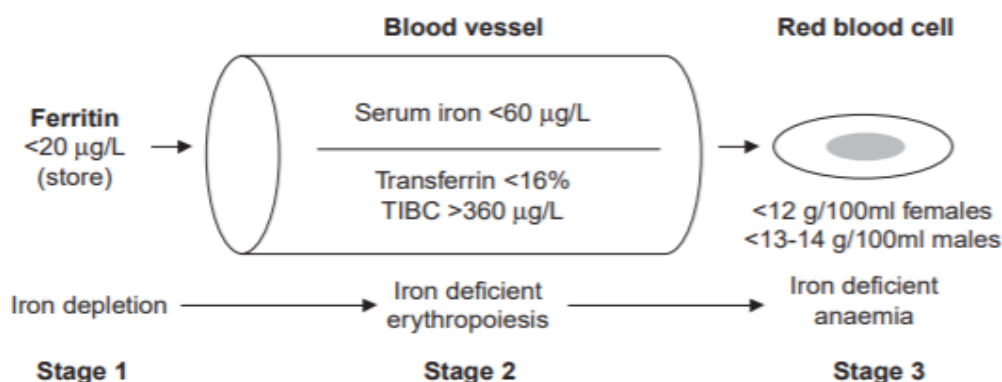 Blood vessel
Red blood cell
Ferritin
<20 μg/L
(store)
Serum iron <60 μg/L
Transferrin <16%
TIBC >360 μg/L
<12 g/100ml females
<13-14 g/100ml males
Iron depletion
Iron deficient
erythropoiesis
Iron deficient
anaemia
Stage 1
Stage 2
Stage 3